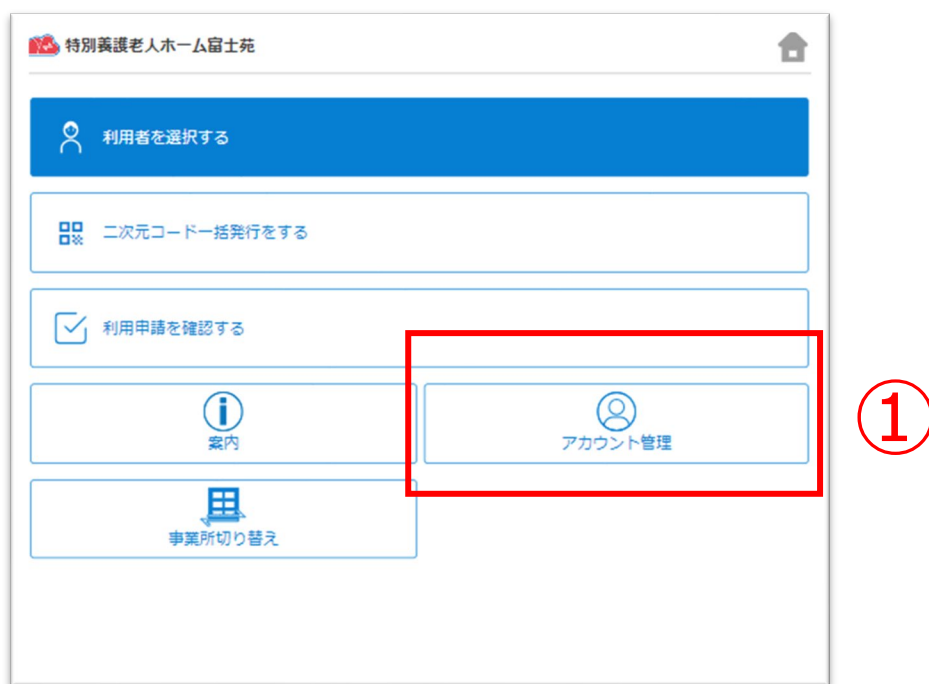 特別養護老人ホーム富士苑
利用者を選択する
二次元コード一括発行をする
利用申請を確認する
案内
アカウント管理
①
事業所切り替え